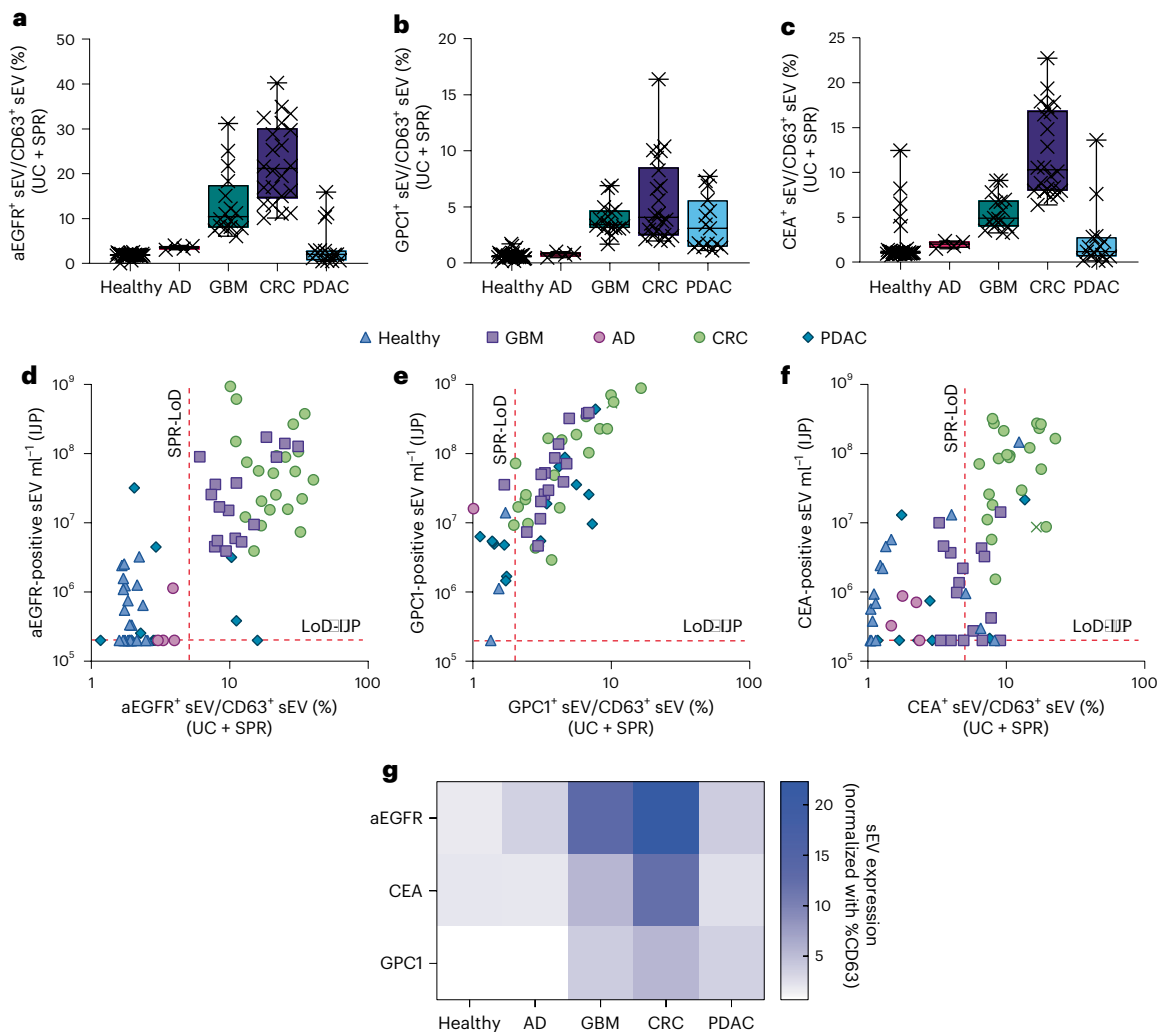 a
b
c
aEGFR⁺ sEV/CD63⁺ sEV (%)
(UC + SPR)
50
40
30
20
10
0
Healthy AD GBM CRC PDAC
GPC1⁺ sEV/CD63⁺ sEV (%)
(UC + SPR)
20
15
10
5
0
Healthy AD GBM CRC PDAC
CEA⁺ sEV/CD63⁺ sEV (%)
(UC + SPR)
25
20
15
10
5
0
Healthy AD GBM CRC PDAC
Healthy GBM AD CRC PDAC
d
e
f
aEGFR-positive sEV ml⁻¹ (IJP)
10⁹
10⁸
10⁷
10⁶
10⁵
SPR-LoD
LoD-IJP
1 10 100
aEGFR⁺ sEV/CD63⁺ sEV (%)
(UC + SPR)
GPC1-positive sEV ml⁻¹ (IJP)
10⁹
10⁸
10⁷
10⁶
10⁵
SPR-LoD
LoD-IJP
1 10 100
GPC1⁺ sEV/CD63⁺ sEV (%)
(UC + SPR)
CEA-positive sEV ml⁻¹ (IJP)
10⁹
10⁸
10⁷
10⁶
10⁵
SPR-LoD
LoD-IJP
1 10 100
CEA⁺ sEV/CD63⁺ sEV (%)
(UC + SPR)
g
aEGFR
CEA
GPC1
Healthy AD GBM CRC PDAC
20
15
10
5
sEV expression
(normalized with %CD63)